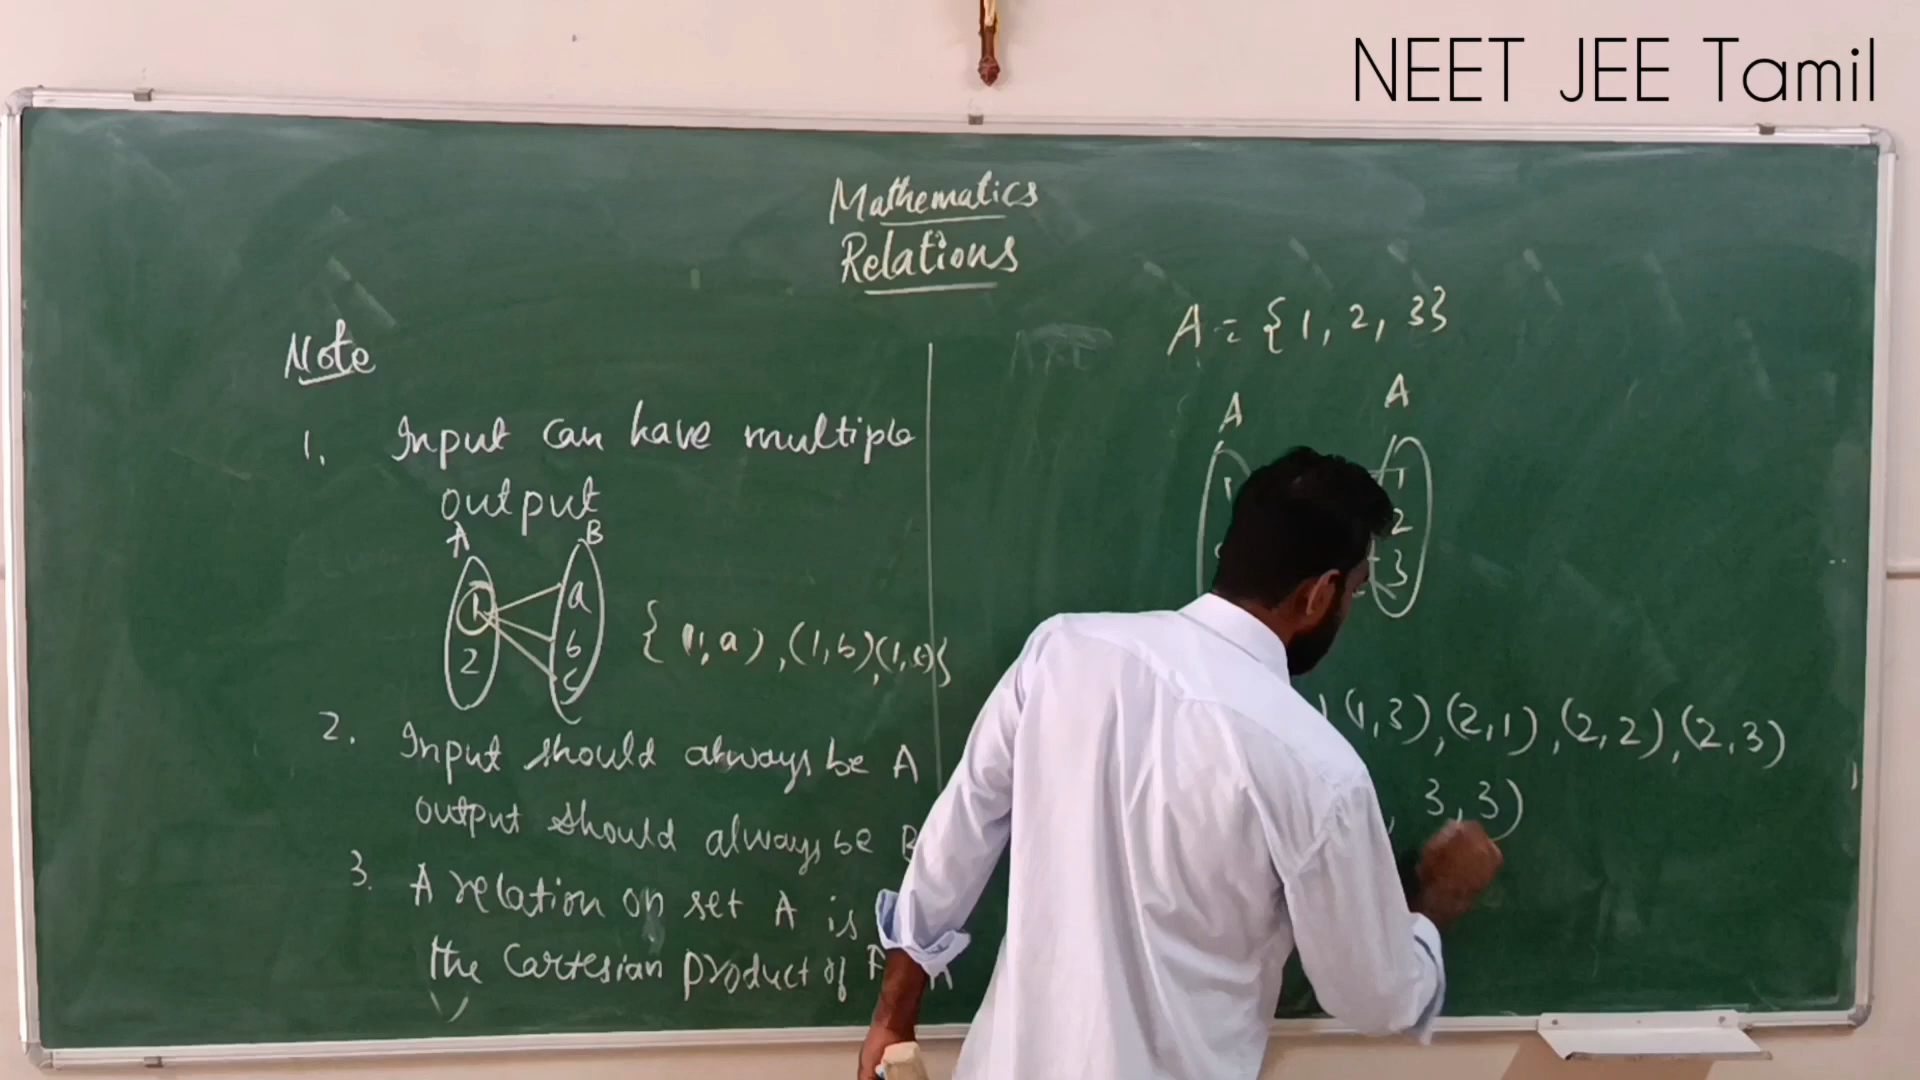 NEET JEE Tamil
Mathematics
Relations
Note
1. Input can have multiple
output
A B
1 a
2 b
c
{(1,a),(1,b),(1,c)}
2. Input should always be A
output should always be B
3. A relation on set A is
the Cartesian product of
A = {1, 2, 3}
A A
1 1
2
3
(1,3),(2,1),(2,2),(2,3)
3,3)